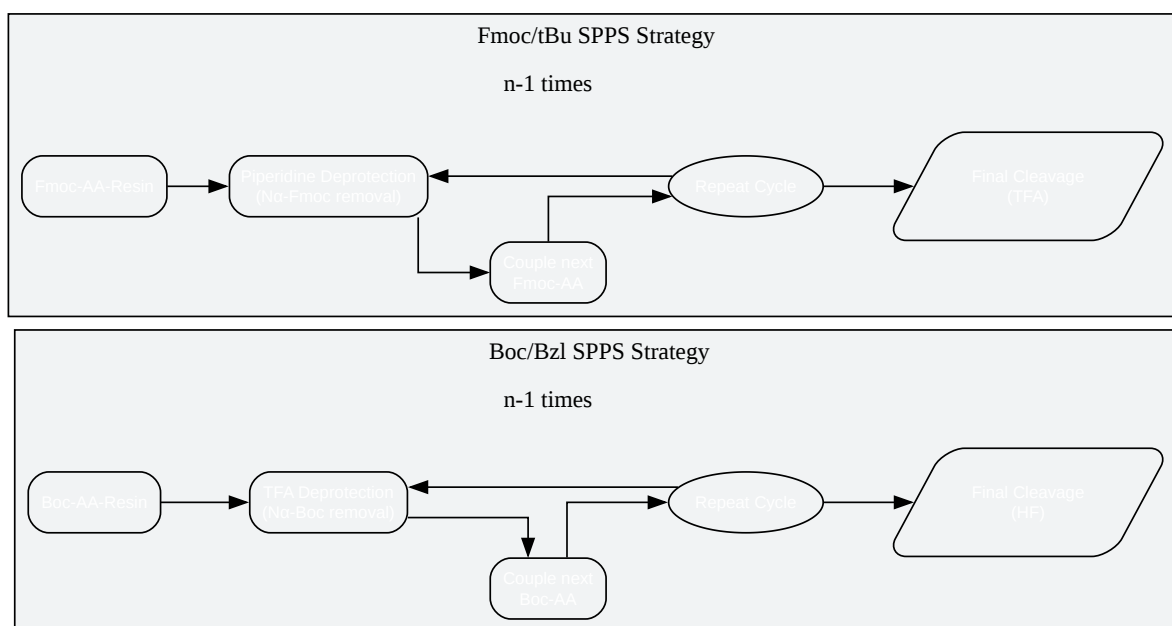 Fmoc/tBu SPPS Strategy
n-1 times
Fmoc-AA-Resin
Piperidine Deprotection
(Nα-Fmoc removal)
Couple next
Fmoc-AA
Repeat Cycle
Final Cleavage
(TFA)
Boc/Bzl SPPS Strategy
n-1 times
Boc-AA-Resin
TFA Deprotection
(Nα-Boc removal)
Couple next
Boc-AA
Repeat Cycle
Final Cleavage
(HF)